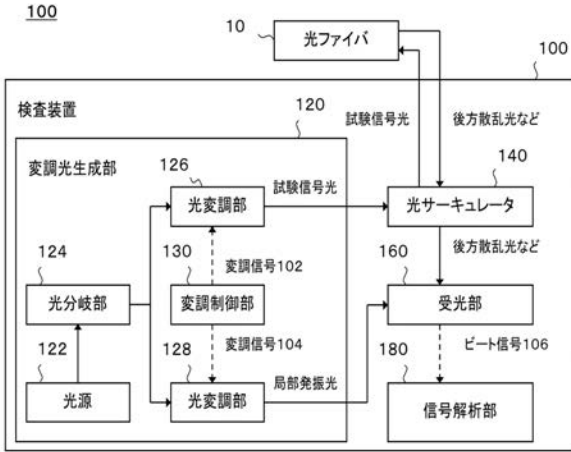 100
10
光ファイバ
100
検査装置
120
試験信号光
後方散乱光など
変調光生成部
126
試験信号光
140
光変調部
光サーキュレータ
124
130
変調信号102
後方散乱光など
160
光分岐部
変調制御部
受光部
122
128
変調信号104
ビート信号106
180
光源
光変調部
局部発振光
信号解析部